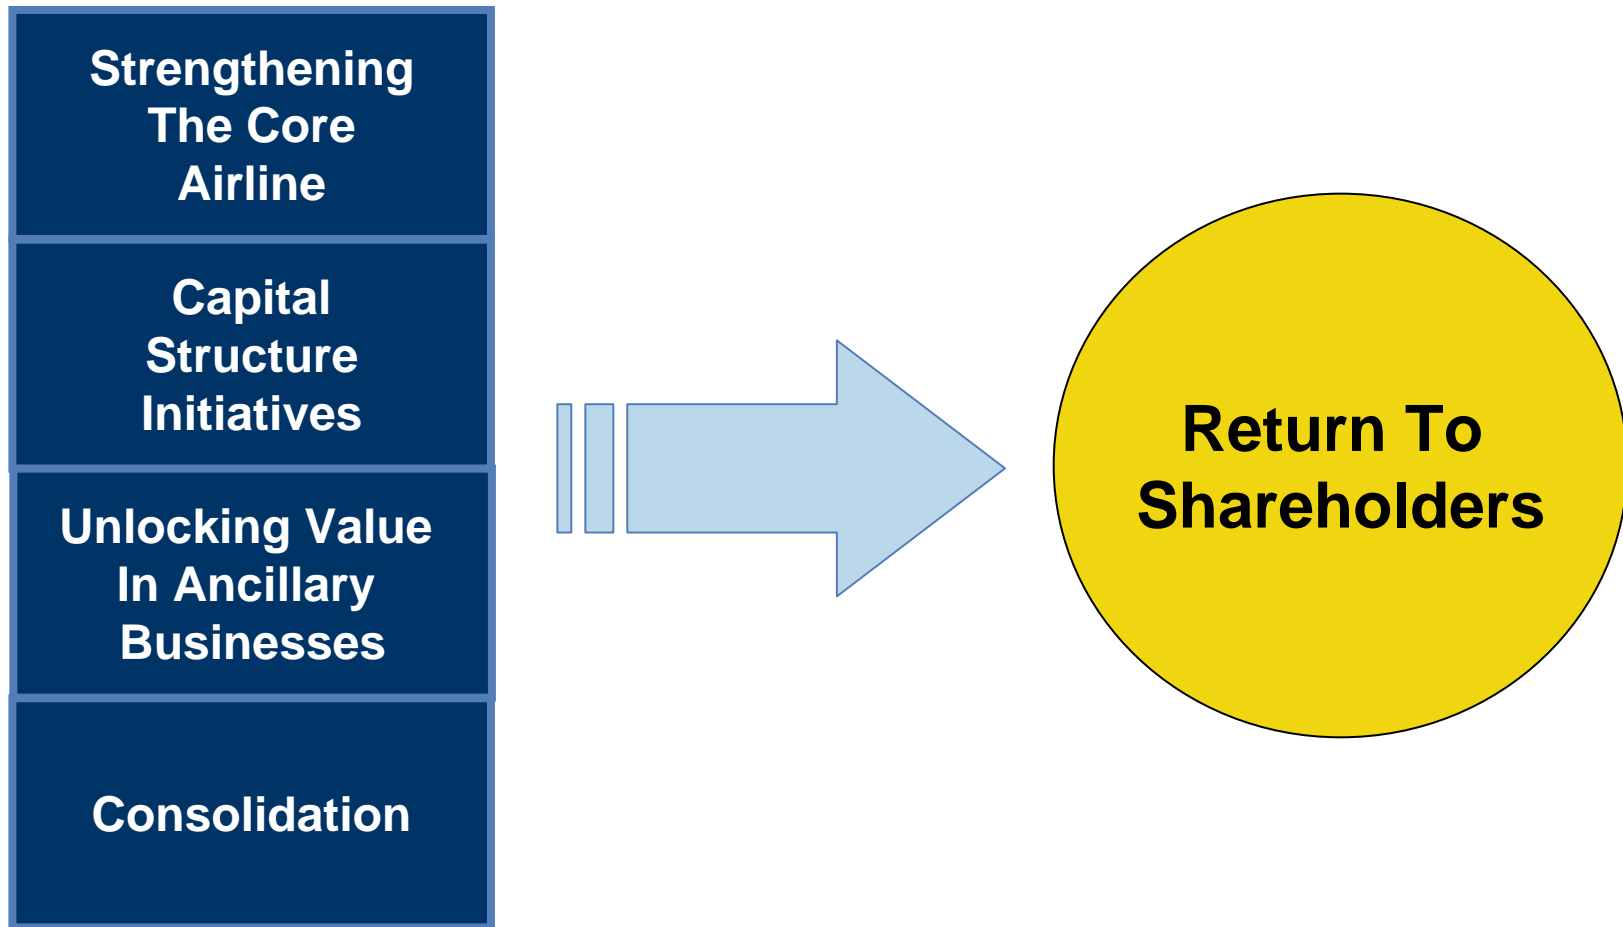 Strengthening
The Core
Airline
Capital
Structure
Initiatives
Unlocking Value
In Ancillary
Businesses
Consolidation
Return To
Shareholders